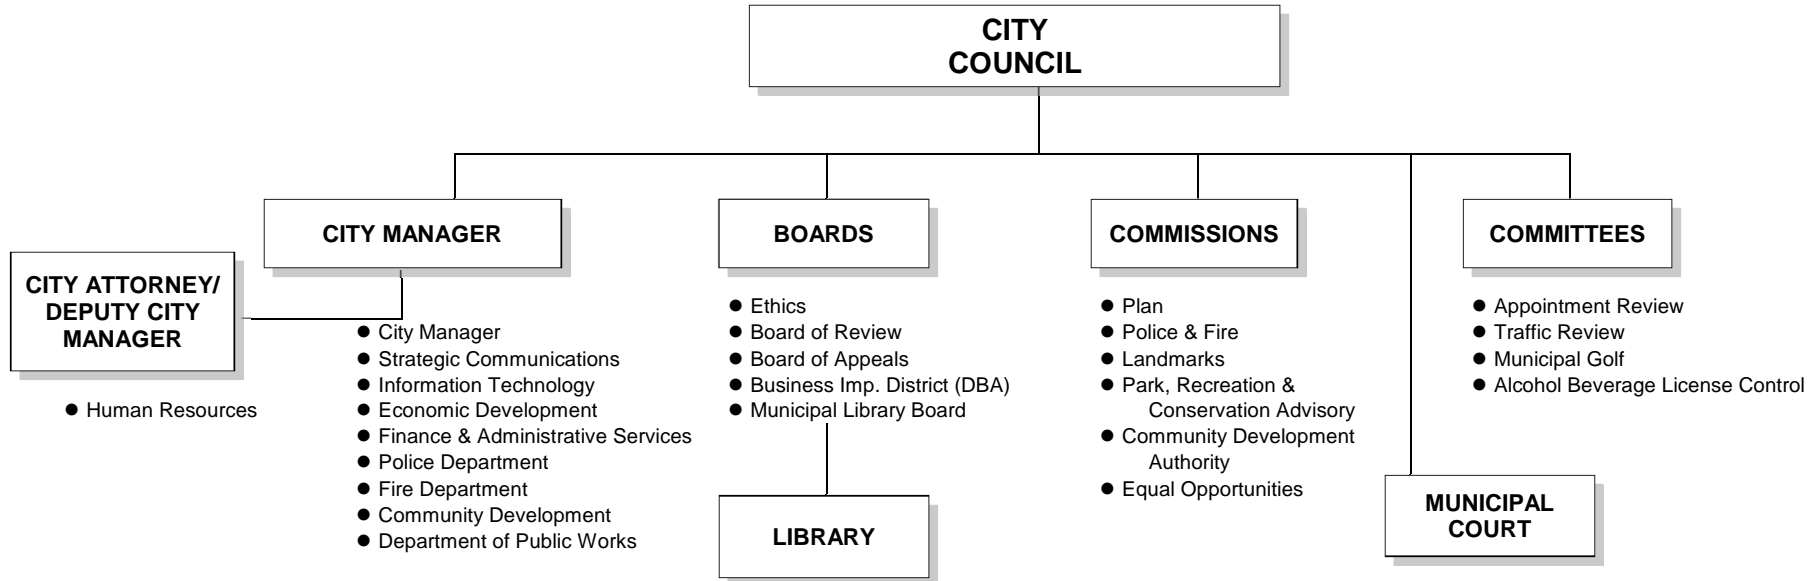 CITY
COUNCIL
CITY MANAGER
BOARDS
COMMISSIONS
COMMITTEES
CITY ATTORNEY/
DEPUTY CITY
MANAGER
● Human Resources
● City Manager
● Strategic Communications
● Information Technology
● Economic Development
● Finance & Administrative Services
● Police Department
● Fire Department
● Community Development
● Department of Public Works
● Ethics
● Board of Review
● Board of Appeals
● Business Imp. District (DBA)
● Municipal Library Board
LIBRARY
● Plan
● Police & Fire
● Landmarks
● Park, Recreation &
Conservation Advisory
● Community Development
Authority
● Equal Opportunities
● Appointment Review
● Traffic Review
● Municipal Golf
● Alcohol Beverage License Control
MUNICIPAL
COURT